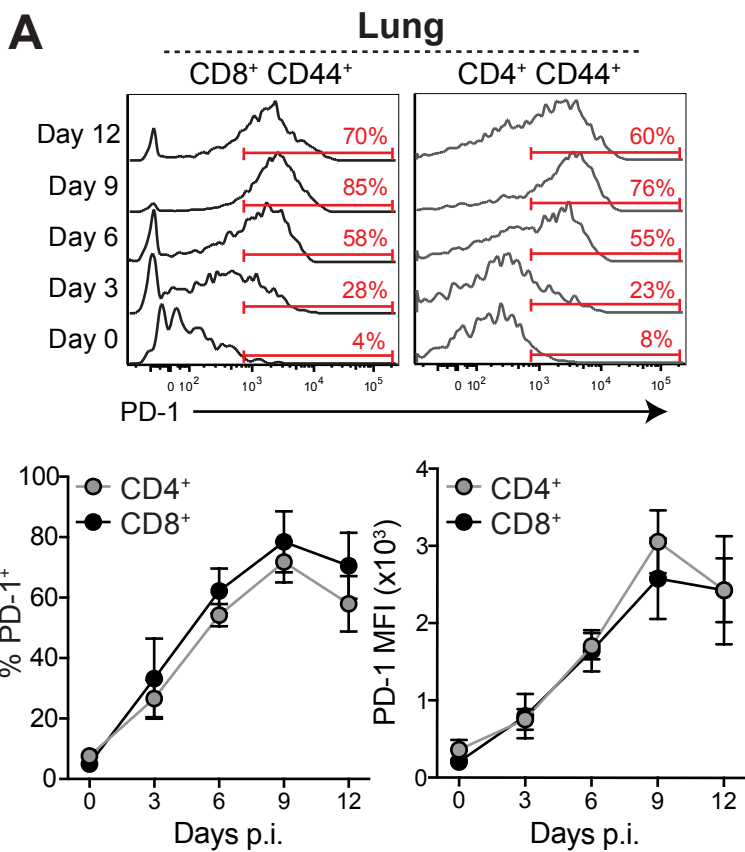 A
Lung
CD8⁺ CD44⁺ CD4⁺ CD44⁺
Day 12 70% 60%
Day 9 85% 76%
Day 6 58% 55%
Day 3 28% 23%
Day 0 4% 8%
0 10² 10³ 10⁴ 10⁵ 0 10² 10³ 10⁴ 10⁵
PD-1
% PD-1⁺
100
80
60
40
20
0
CD4⁺
CD8⁺
0 3 6 9 12
Days p.i.
PD-1 MFI (x10³)
4
3
2
1
0
CD4⁺
CD8⁺
0 3 6 9 12
Days p.i.